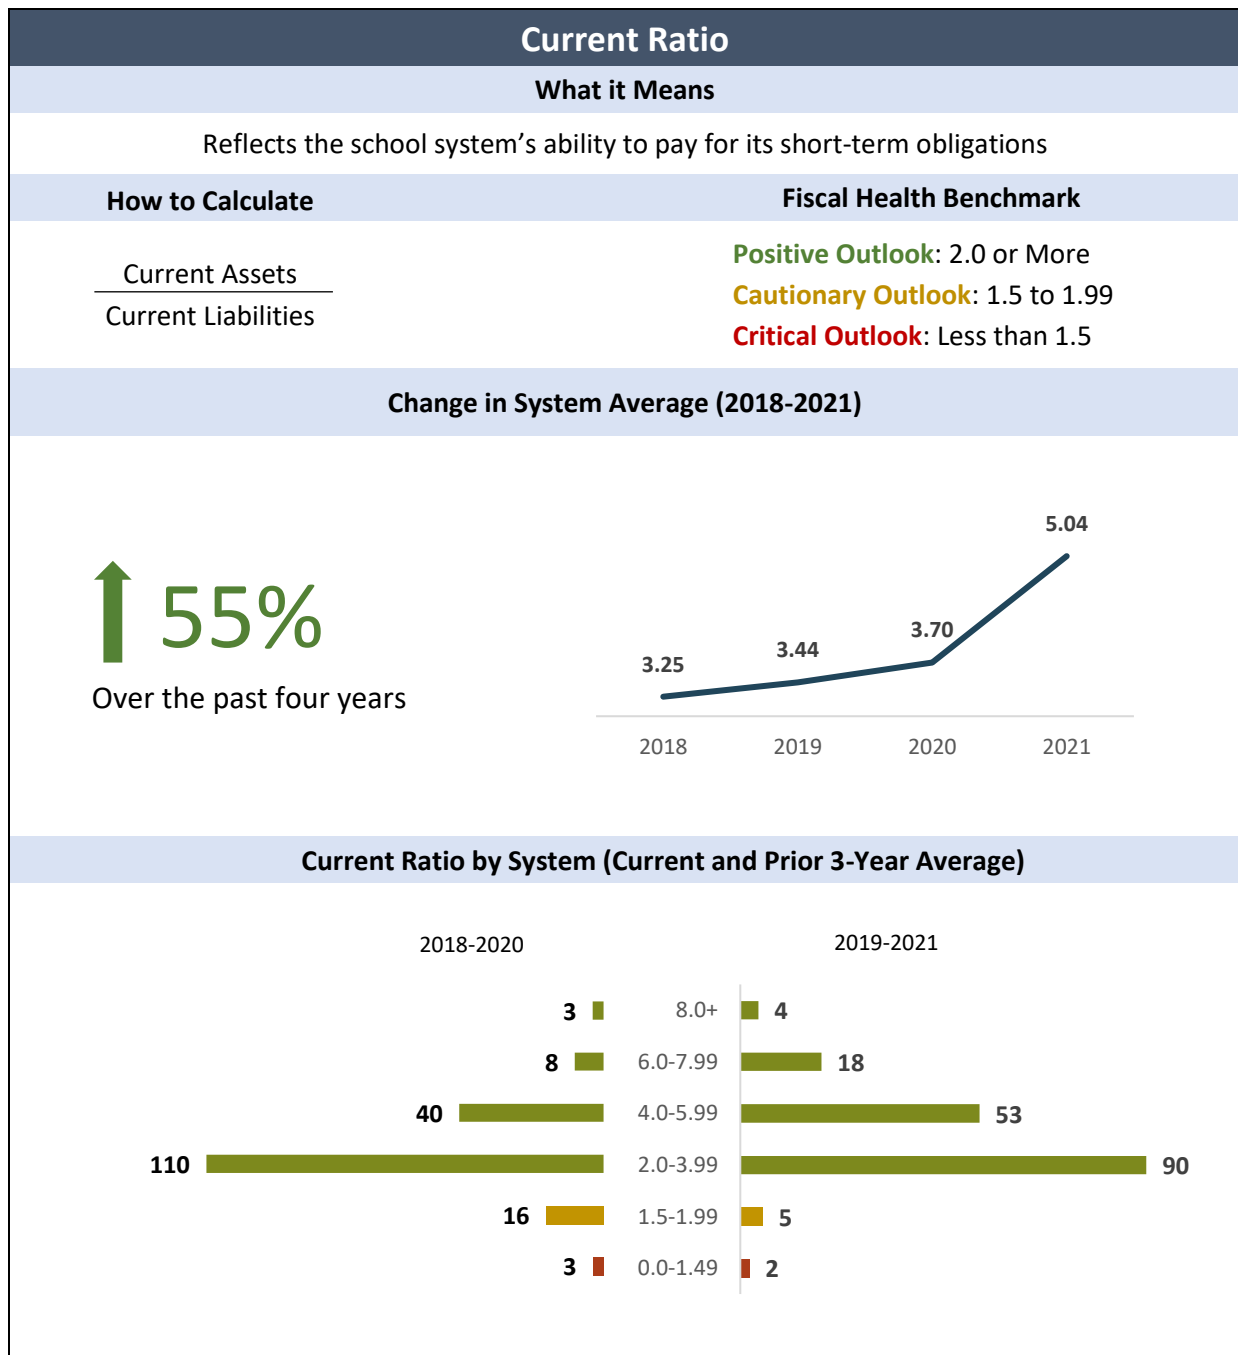 Current Ratio
What it Means
Reflects the school system's ability to pay for its short-term obligations
How to Calculate
Current Assets
Current Liabilities
Fiscal Health Benchmark
Positive Outlook: 2.0 or More
Cautionary Outlook: 1.5 to 1.99
Critical Outlook: Less than 1.5
Change in System Average (2018-2021)
55%
Over the past four years
5.04
3.70
3.44
3.25
2018 2019 2020 2021
Current Ratio by System (Current and Prior 3-Year Average)
2018-2020 2019-2021
3 8.0+ 4
8 6.0-7.99 18
40 4.0-5.99 53
110 2.0-3.99 90
16 1.5-1.99 5
3 0.0-1.49 2